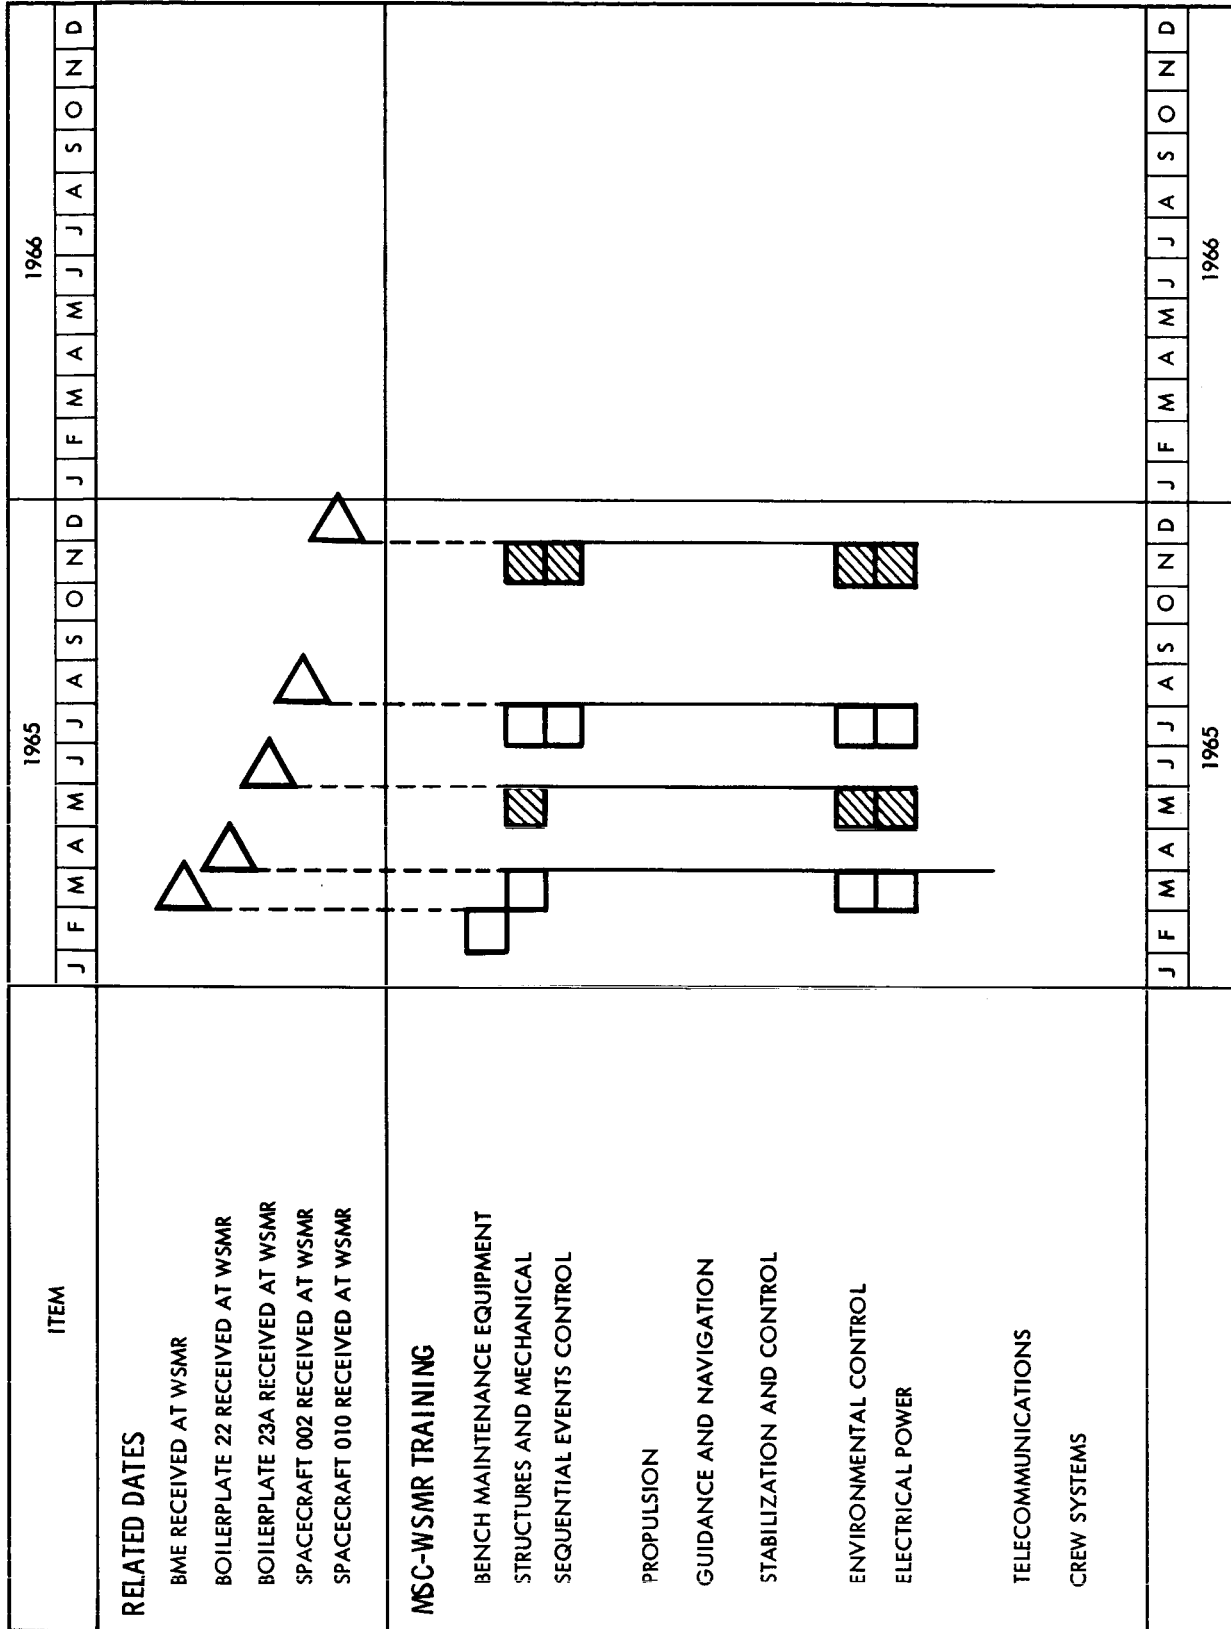 ITEM
1965
1966
J F M A M J J A S O N D J F M A M J J A S O N D
RELATED DATES
BME RECEIVED AT WSMR
BOILERPLATE 22 RECEIVED AT WSMR
BOILERPLATE 23A RECEIVED AT WSMR
SPACECRAFT 002 RECEIVED AT WSMR
SPACECRAFT 010 RECEIVED AT WSMR
MSC-WSMR TRAINING
BENCH MAINTENANCE EQUIPMENT
STRUCTURES AND MECHANICAL
SEQUENTIAL EVENTS CONTROL
PROPULSION
GUIDANCE AND NAVIGATION
STABILIZATION AND CONTROL
ENVIRONMENTAL CONTROL
ELECTRICAL POWER
TELECOMMUNICATIONS
CREW SYSTEMS
J F M A M J J A S O N D J F M A M J J A S O N D
1965
1966